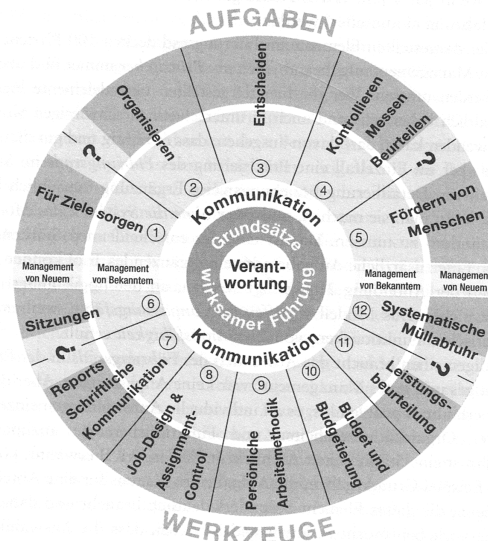 AUFGABEN
Für Ziele sorgen
1
Organisieren
2
Entscheiden
3
Kontrollieren
Messen
Beurteilen
4
Fördern von
Menschen
5
?
?
Kommunikation
Grundsätze
wirksamer Führung
Verant-
wortung
Kommunikation
Management
von Neuem
Management
von Bekanntem
Management
von Bekanntem
Management
von Neuem
Sitzungen
6
?
Reports
Schriftliche
Kommunikation
7
Job-Design &
Assignment-
Control
8
Persönliche
Arbeitsmethodik
9
Budget und
Budgetierung
10
Leistungs-
beurteilung
11
?
Systematische
Müllabfuhr
12
WERKZEUGE